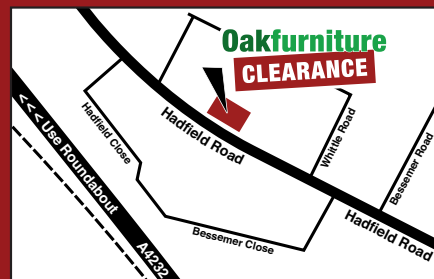 Oakfurniture
CLEARANCE
Hadfield Road
Hadfield Close
Whittle Road
Bessemer Road
<<< Use Roundabout
A4232
Bessemer Close
Hadfield Road